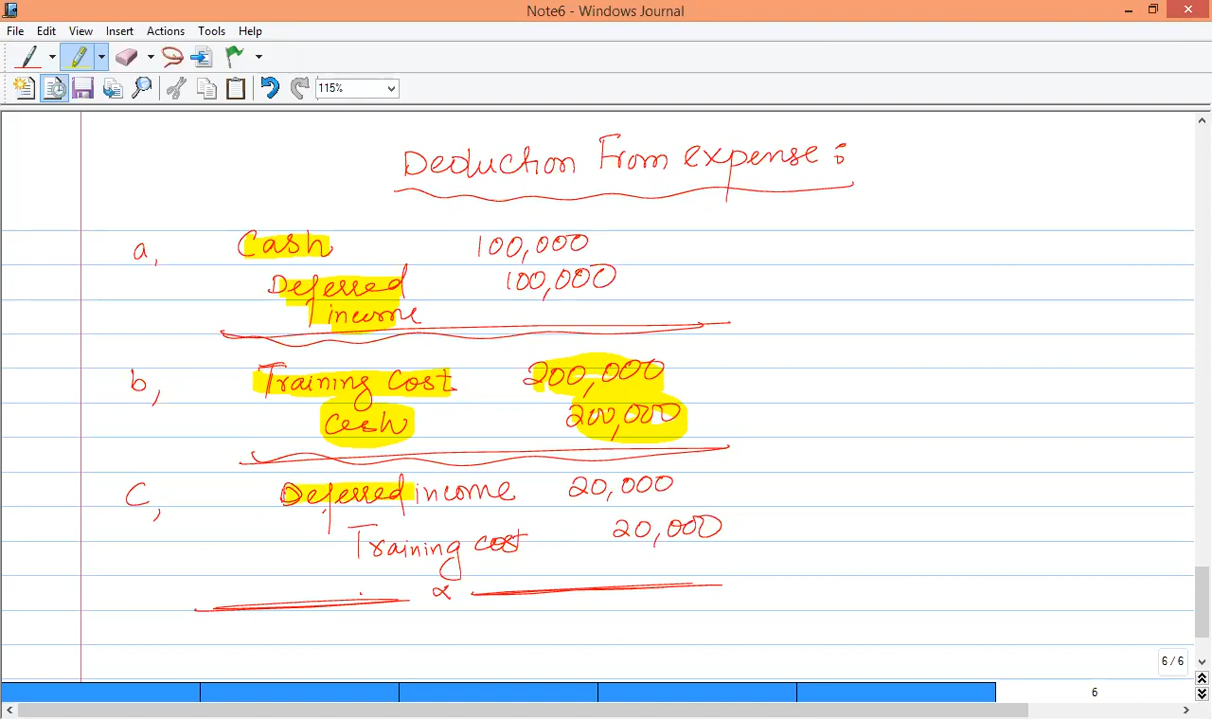 Note6 - Windows Journal
File Edit View Insert Actions Tools Help
115%
Deduction From expense :
a, Cash 100,000
Deferred 100,000
income
b, Training Cost 200,000
Cash 200,000
C, Deferred income 20,000
Training cost 20,000
6 / 6
6